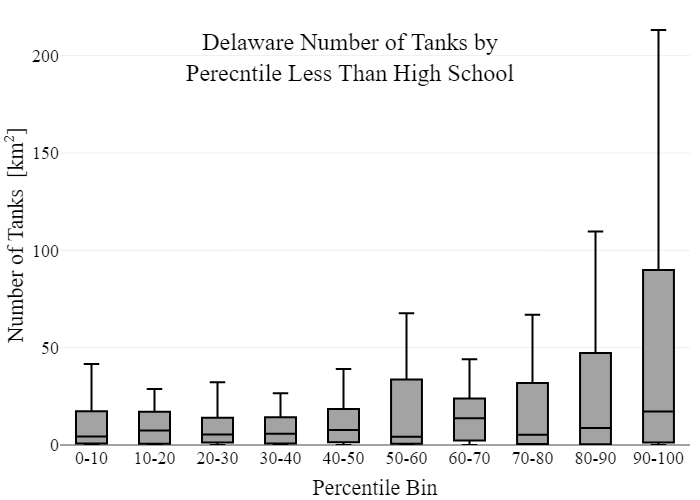 Delaware Number of Tanks by
Perecntile Less Than High School
Number of Tanks [km²]
200
150
100
50
0
0-10 10-20 20-30 30-40 40-50 50-60 60-70 70-80 80-90 90-100
Percentile Bin